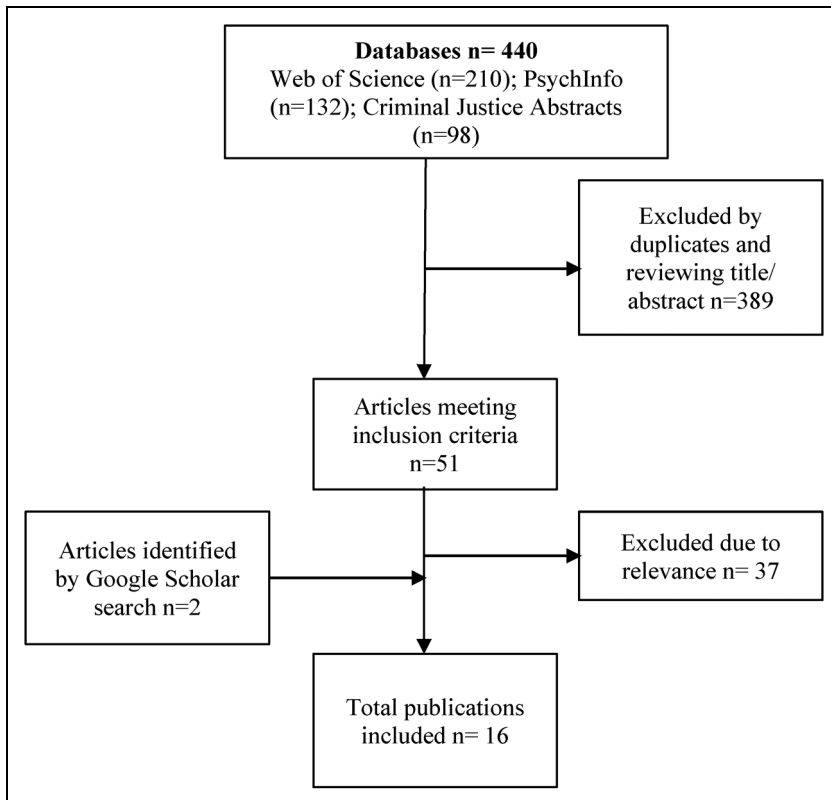 Databases n= 440
Web of Science (n=210); PsychInfo
(n=132); Criminal Justice Abstracts
(n=98)
Excluded by
duplicates and
reviewing title/
abstract n=389
Articles meeting
inclusion criteria
n=51
Articles identified
by Google Scholar
search n=2
Excluded due to
relevance n= 37
Total publications
included n= 16